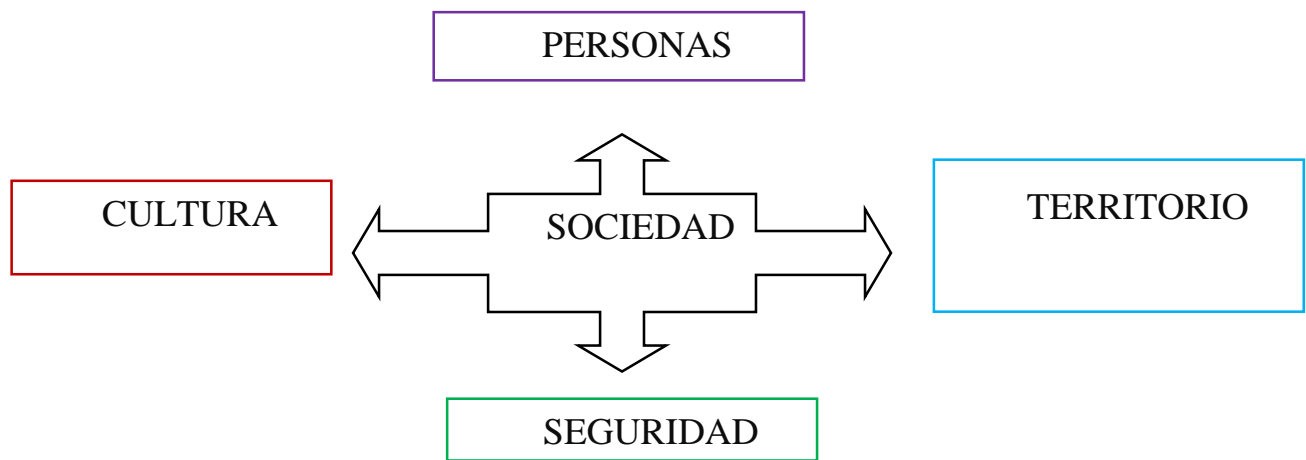 PERSONAS
CULTURA
SOCIEDAD
TERRITORIO
SEGURIDAD